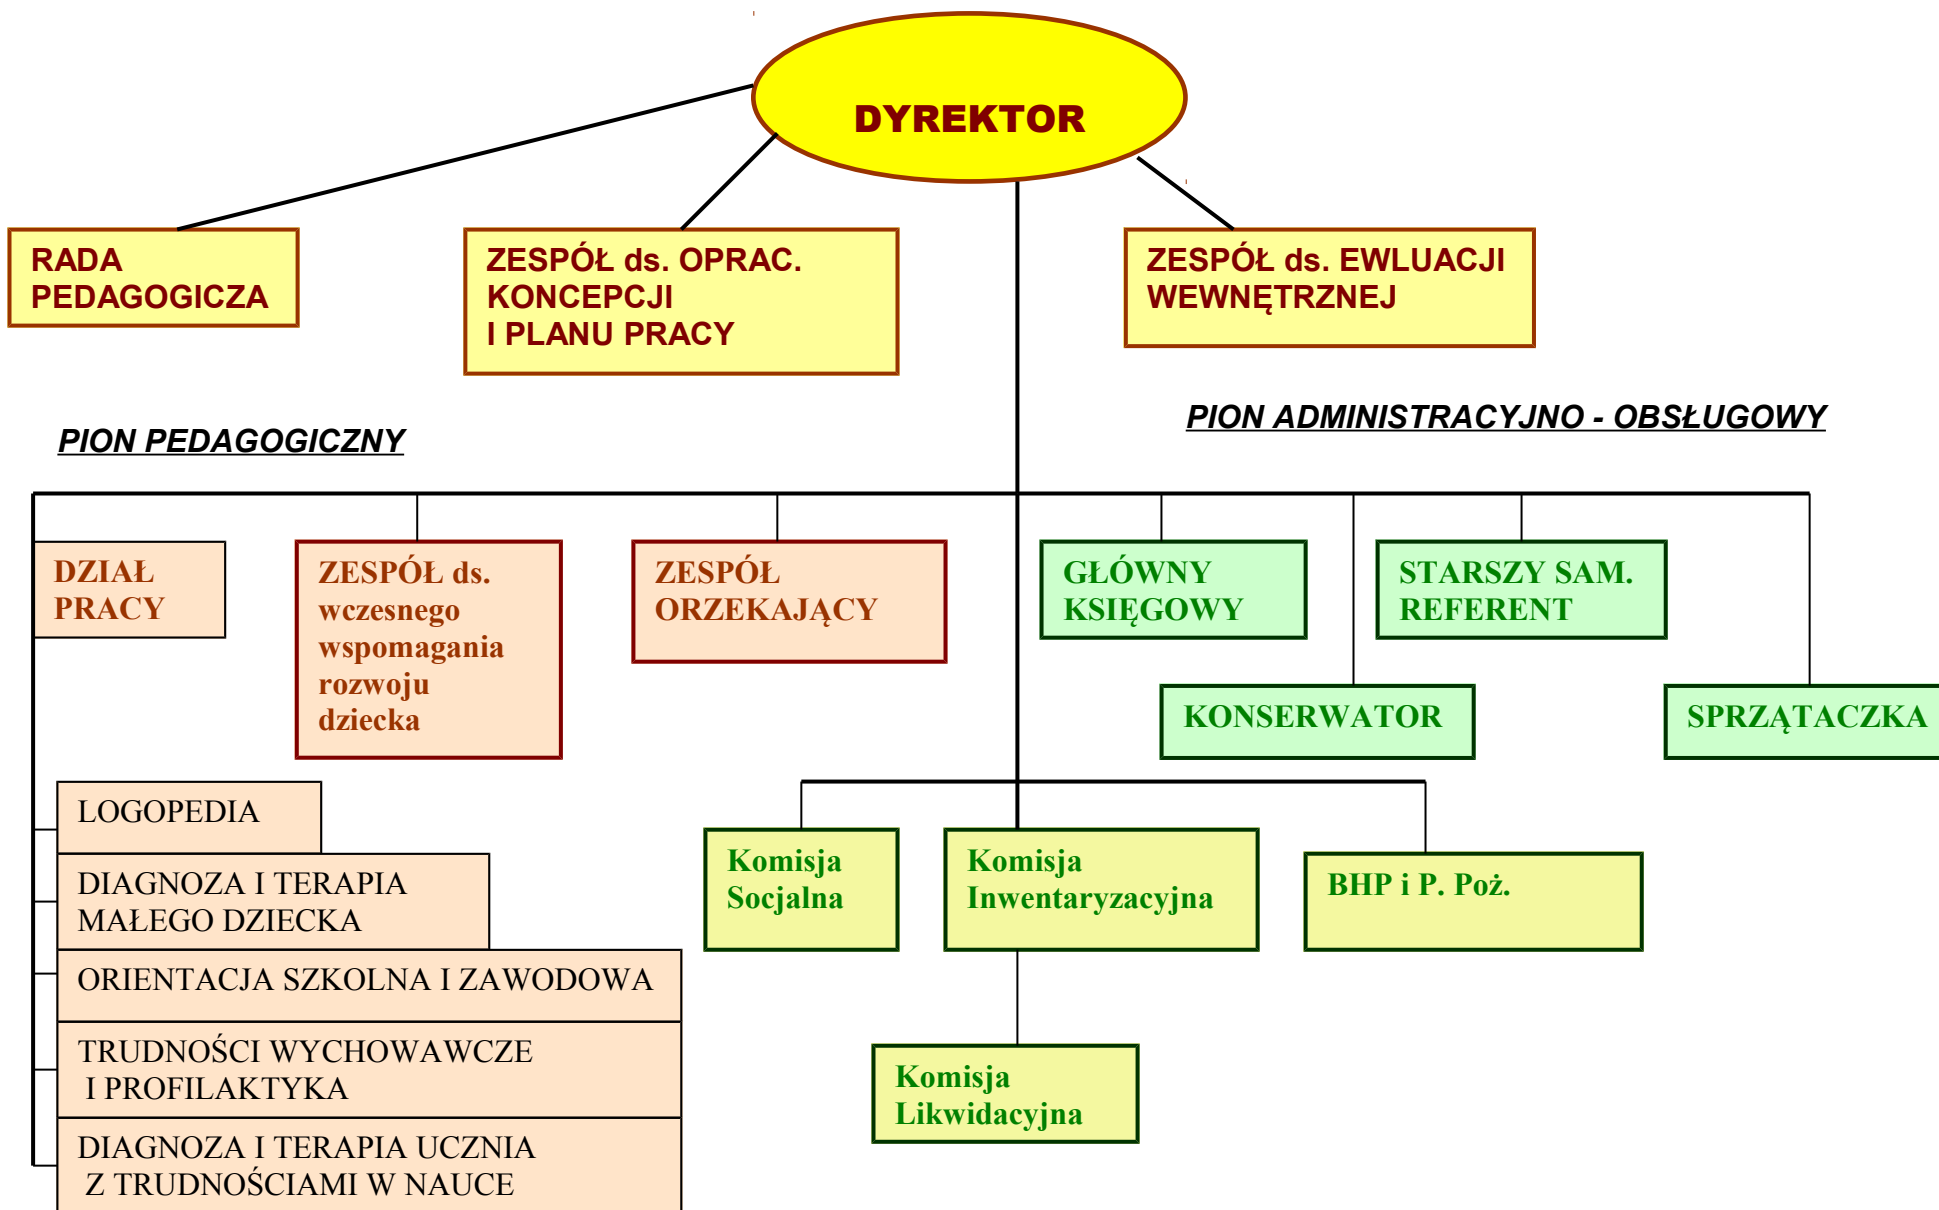 DYREKTOR
RADA
PEDAGOGICZA
ZESPÓŁ ds. OPRAC.
KONCEPCJI
I PLANU PRACY
ZESPÓŁ ds. EWLUACJI
WEWNĘTRZNEJ
PION PEDAGOGICZNY
PION ADMINISTRACYJNO - OBSŁUGOWY
DZIAŁ
PRACY
ZESPÓŁ ds.
wczesnego
wspomagania
rozwoju
dziecka
ZESPÓŁ
ORZEKAJĄCY
GŁÓWNY
KSIĘGOWY
STARSZY SAM.
REFERENT
KONSERWATOR
SPRZĄTACZKA
LOGOPEDIA
DIAGNOZA I TERAPIA
MAŁEGO DZIECKA
ORIENTACJA SZKOLNA I ZAWODOWA
TRUDNOŚCI WYCHOWAWCZE
I PROFILAKTYKA
DIAGNOZA I TERAPIA UCZNIA
Z TRUDNOŚCIAMI W NAUCE
Komisja
Socjalna
Komisja
Inwentaryzacyjna
BHP i P. Poż.
Komisja
Likwidacyjna